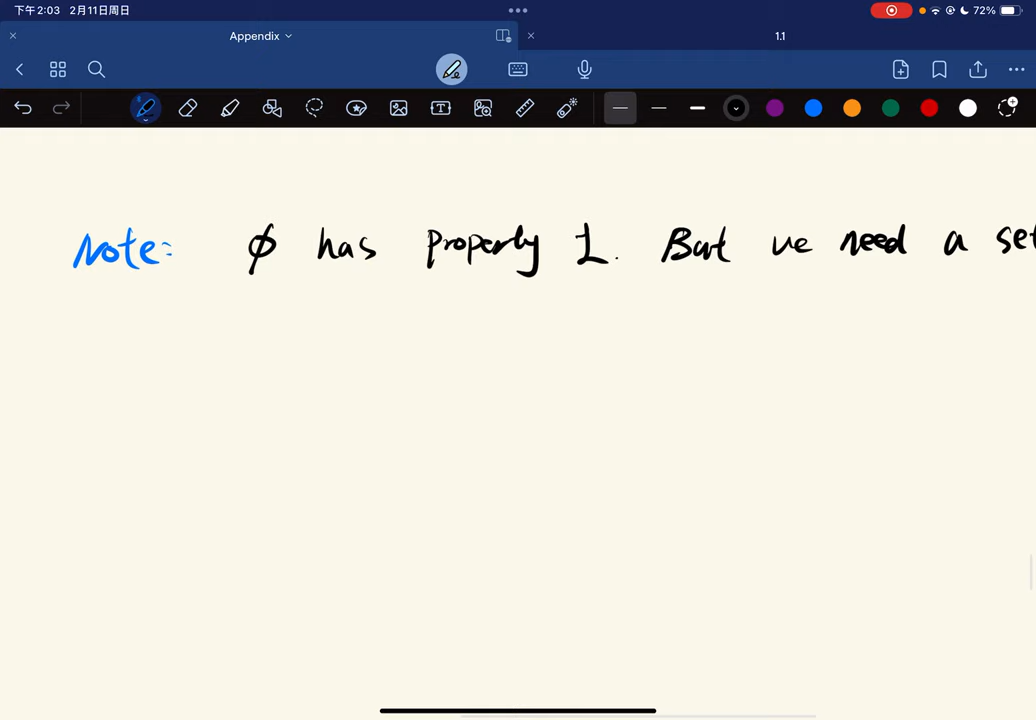 下午2:03 2月11日周日
72%
Appendix
1.1
Note: ∅ has Property 1. But we need a set